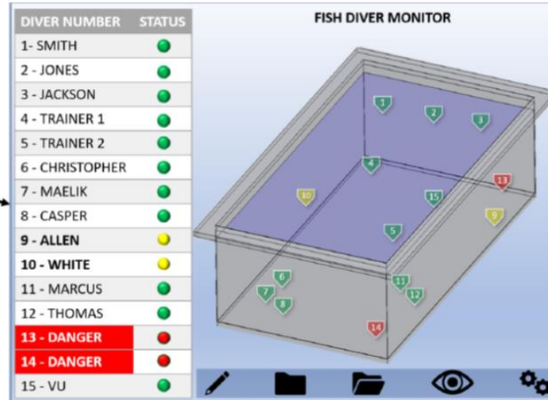 DIVER NUMBER STATUS
1- SMITH
2 - JONES
3 - JACKSON
4 - TRAINER 1
5 - TRAINER 2
6 - CHRISTOPHER
7 - MAELIK
8 - CASPER
9 - ALLEN
10 - WHITE
11 - MARCUS
12 - THOMAS
13 - DANGER
14 - DANGER
15 - VU
FISH DIVER MONITOR
1
2
3
4
13
10
15
9
5
6
11
7
12
8
14